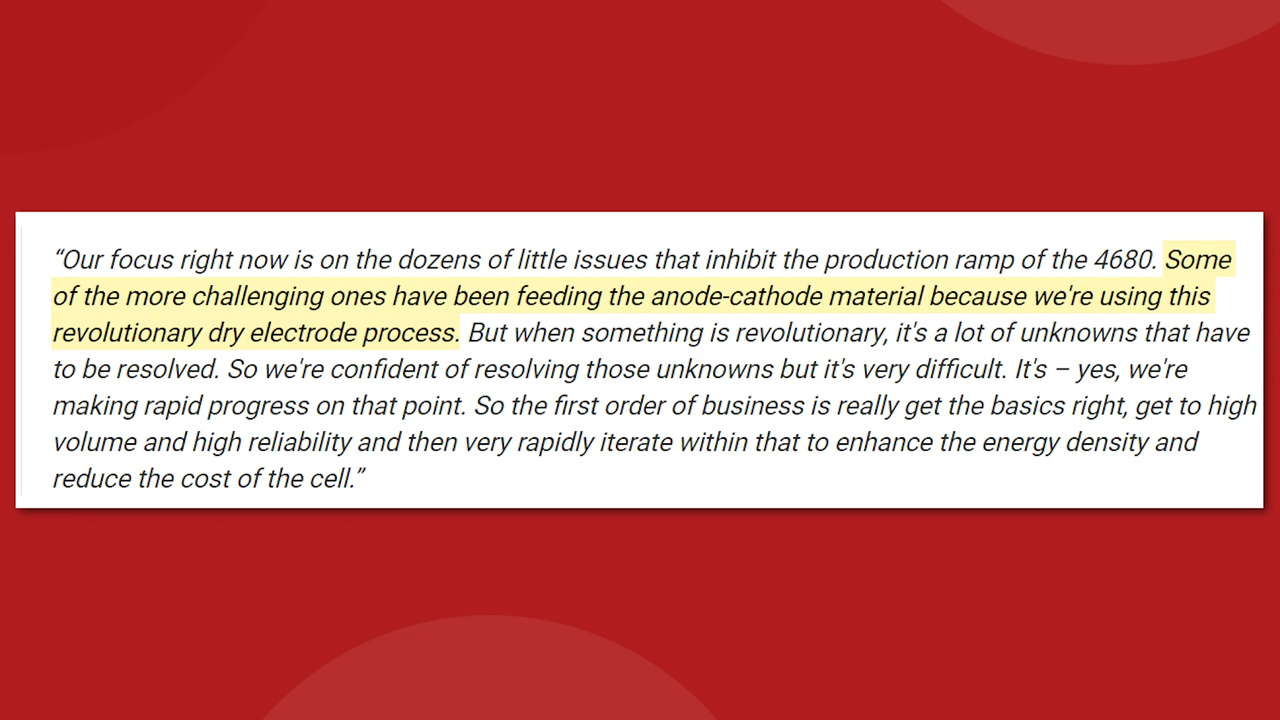 “Our focus right now is on the dozens of little issues that inhibit the production ramp of the 4680. Some
of the more challenging ones have been feeding the anode-cathode material because we're using this
revolutionary dry electrode process. But when something is revolutionary, it's a lot of unknowns that have
to be resolved. So we're confident of resolving those unknowns but it's very difficult. It's – yes, we're
making rapid progress on that point. So the first order of business is really get the basics right, get to high
volume and high reliability and then very rapidly iterate within that to enhance the energy density and
reduce the cost of the cell.”